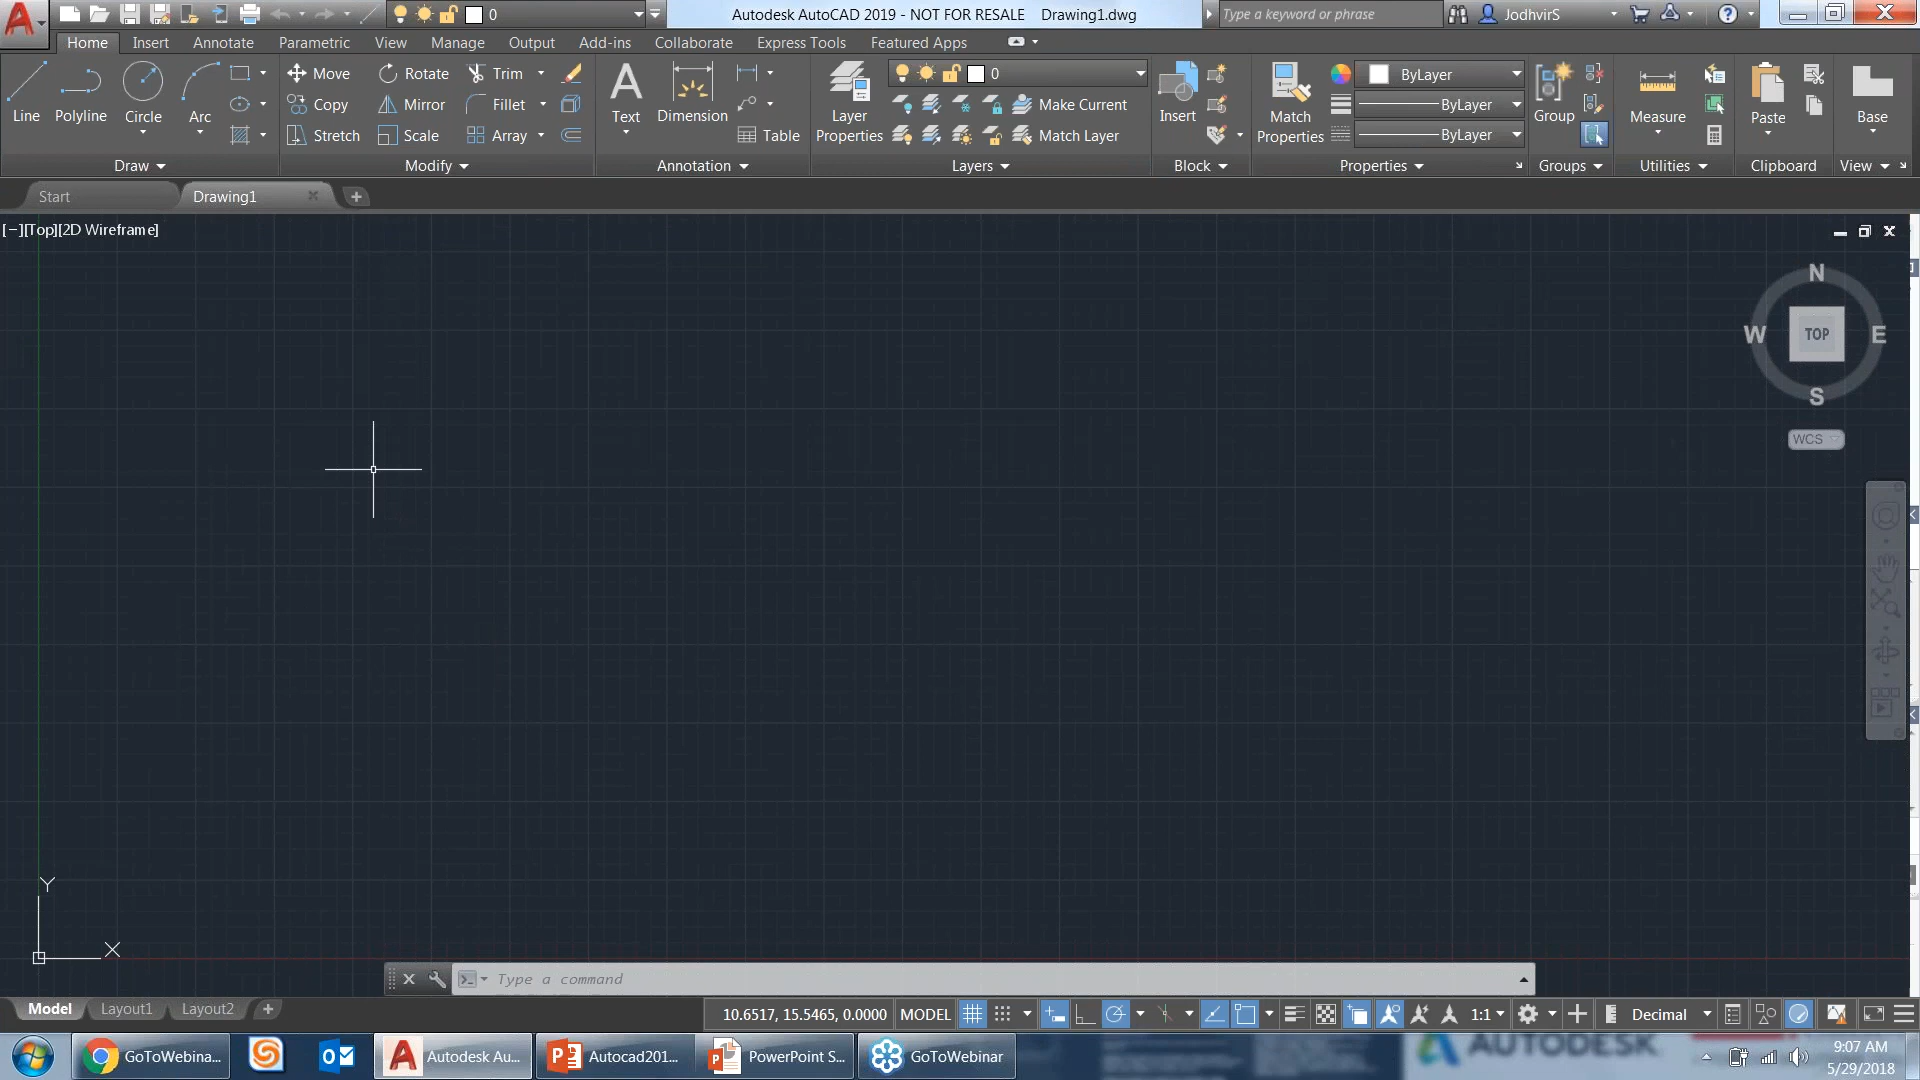 0 Autodesk AutoCAD 2019 - NOT FOR RESALE Drawing1.dwg Type a keyword or phrase JodhvirS
Home Insert Annotate Parametric View Manage Output Add-ins Collaborate Express Tools Featured Apps
Line Polyline Circle Arc
Move Rotate Trim
Copy Mirror Fillet
Stretch Scale Array
Text Dimension Table
Layer Properties
0
Make Current
Match Layer
Insert
Match Properties
ByLayer
ByLayer
ByLayer
Group
Measure
Paste
Base
Draw Modify Annotation Layers Block Properties Groups Utilities Clipboard View
Start Drawing1
[−][Top][2D Wireframe]
N
W TOP E
S
WCS
Y
X
Type a command
Model Layout1 Layout2 10.6517, 15.5465, 0.0000 MODEL 1:1 Decimal
GoToWebina... Autodesk Au... Autocad201... PowerPoint S... GoToWebinar AUTODESK 9:07 AM
5/29/2018